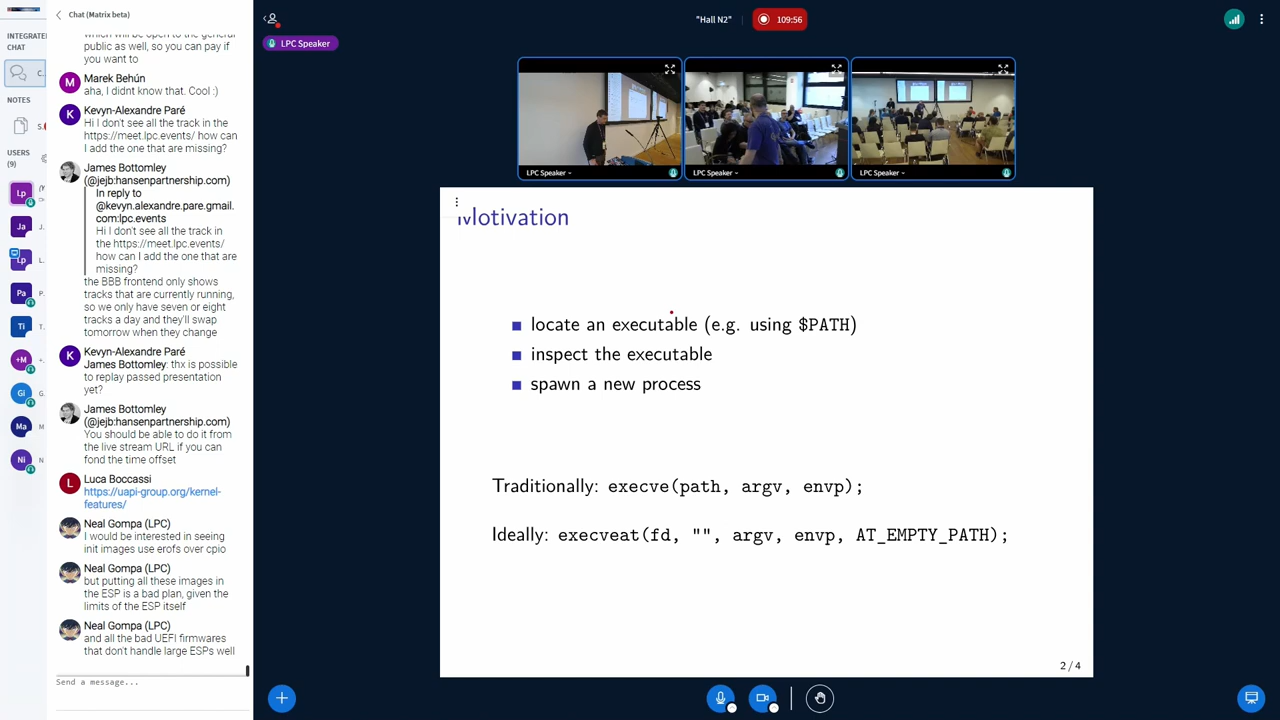 Chat (Matrix beta)
INTEGRATE
CHAT
C..
NOTES
S.
USERS
(9)
Lp
Ja
J.
Lp
L.
Pa
P.
Ti
T.
+M
Gi
G.
Ma
M.
Ni
N
which will be open to the general
public as well, so you can pay if
you want to
M
Marek Behún
aha, I didnt know that. Cool :)
K
Kevyn-Alexandre Paré
Hi I don't see all the track in the
https://meet.lpc.events/ how can
I add the one that are missing?
James Bottomley
(@jejb:hansenpartnership.com)
In reply to
@kevyn.alexandre.pare.gmail.
com:lpc.events
Hi I don't see all the track in
the https://meet.lpc.events/
how can I add the one that are
missing?
the BBB frontend only shows
tracks that are currently running,
so we only have seven or eight
tracks a day and they'll swap
tomorrow when they change
K
Kevyn-Alexandre Paré
James Bottomley: thx is possible
to replay passed presentation
yet?
James Bottomley
(@jejb:hansenpartnership.com)
You should be able to do it from
the live stream URL if you can
fond the time offset
L
Luca Boccassi
https://uapi-group.org/kernel-
features/
Neal Gompa (LPC)
I would be interested in seeing
init images use erofs over cpio
Neal Gompa (LPC)
but putting all these images in
the ESP is a bad plan, given the
limits of the ESP itself
Neal Gompa (LPC)
and all the bad UEFI firmwares
that don't handle large ESPs well
Send a message...
"Hall N2"
109:56
LPC Speaker
LPC Speaker
LPC Speaker
LPC Speaker
Motivation
locate an executable (e.g. using $PATH)
inspect the executable
spawn a new process
Traditionally: execve(path, argv, envp);
Ideally: execveat(fd, "", argv, envp, AT_EMPTY_PATH);
2 / 4